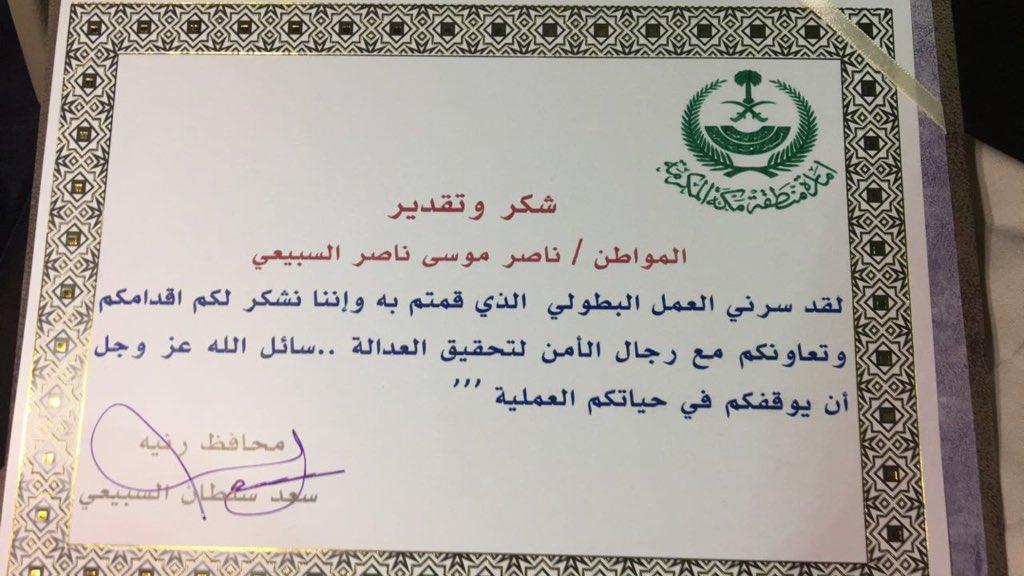 امارة منطقة مكة المكرمة
شكر وتقدير
المواطن / ناصر موسى ناصر السبيعي
لقد سرني العمل البطولي الذي قمتم به وإننا نشكر لكم اقدامكم
وتعاونكم مع رجال الأمن لتحقيق العدالة ..سائل الله عز وجل
أن يوقفكم في حياتكم العملية ,,,
محافظ رنيه
سعد سلطان السبيعي